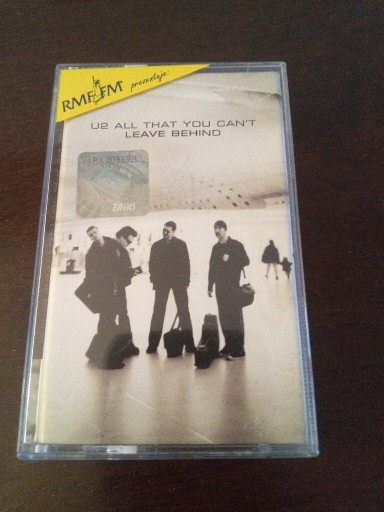 RMF FM
prezentuje:
U2 ALL THAT YOU CAN'T
LEAVE BEHIND
ZAIKS